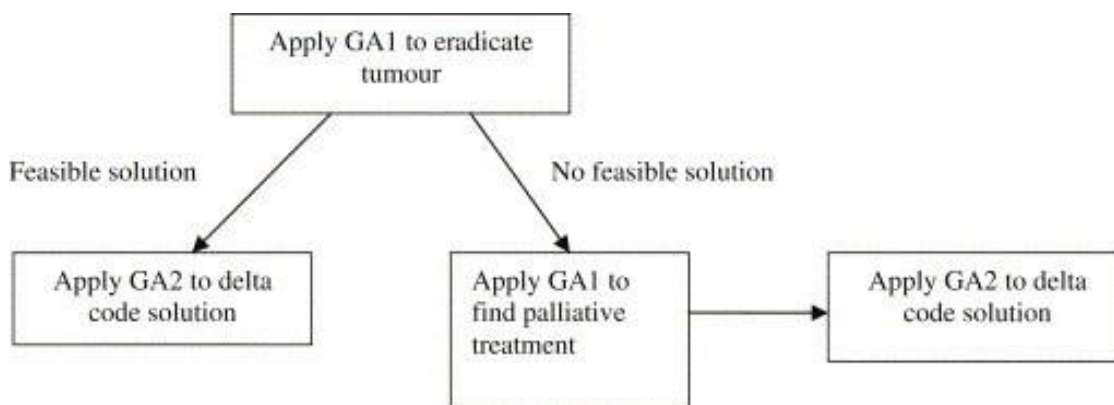 Apply GA1 to eradicate
tumour
Feasible solution
No feasible solution
Apply GA2 to delta
code solution
Apply GA1 to
find palliative
treatment
Apply GA2 to delta
code solution